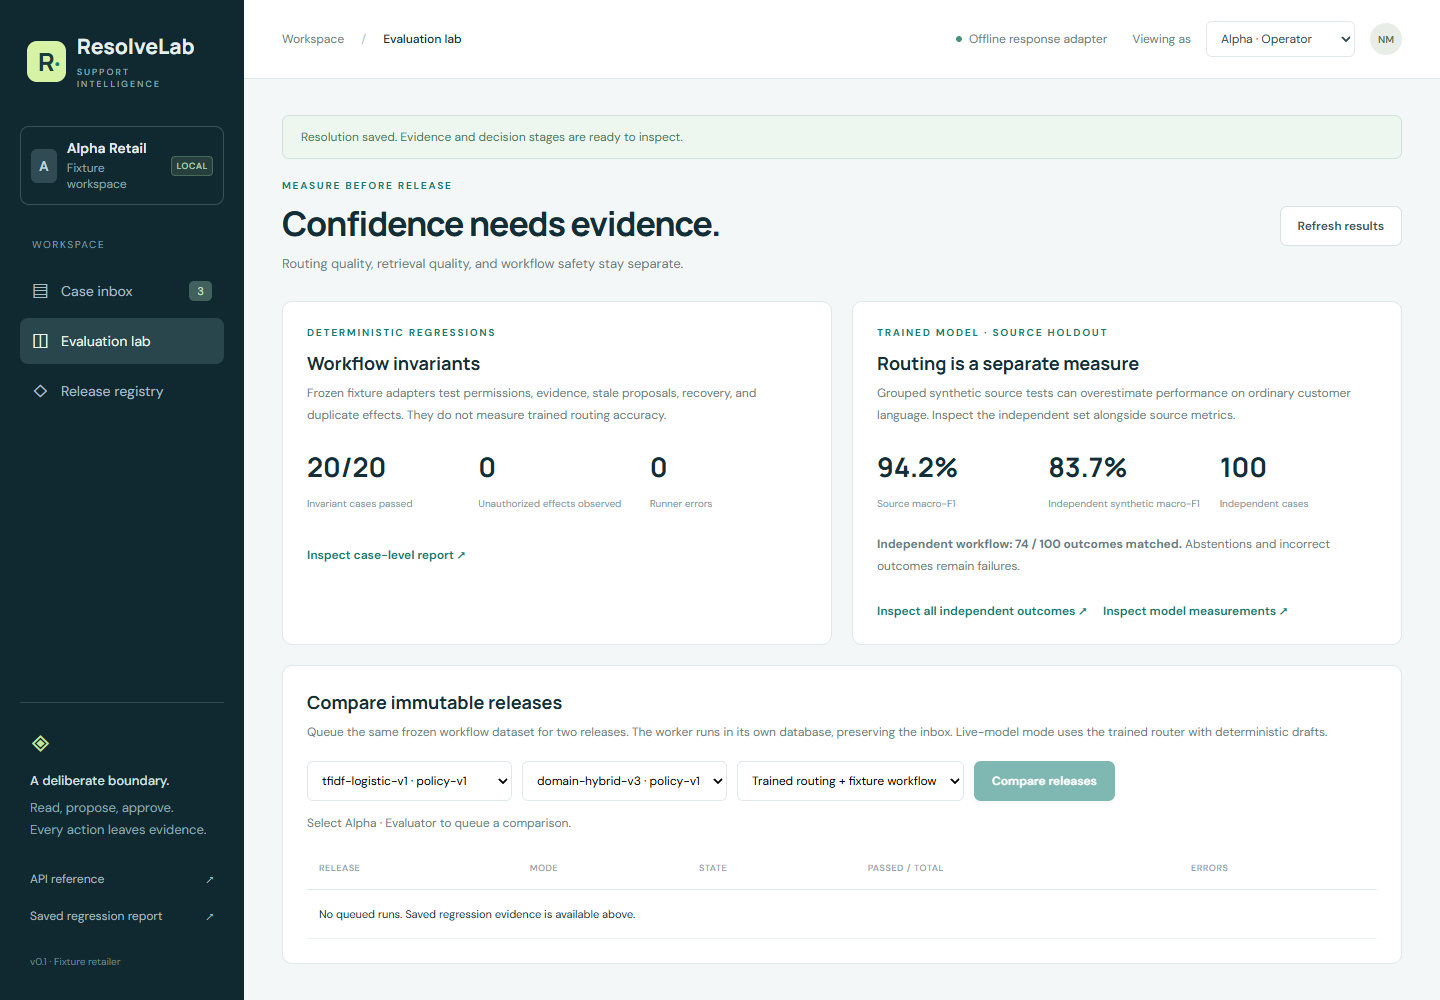 R.
ResolveLab
SUPPORT
INTELLIGENCE
A
Alpha Retail
Fixture
workspace
LOCAL
WORKSPACE
Case inbox
3
Evaluation lab
Release registry
A deliberate boundary.
Read, propose, approve.
Every action leaves evidence.
API reference ↗
Saved regression report ↗
v0.1 · Fixture retailer
Workspace / Evaluation lab
Offline response adapter
Viewing as
Alpha · Operator
NM
Resolution saved. Evidence and decision stages are ready to inspect.
MEASURE BEFORE RELEASE
Confidence needs evidence.
Routing quality, retrieval quality, and workflow safety stay separate.
Refresh results
DETERMINISTIC REGRESSIONS
Workflow invariants
Frozen fixture adapters test permissions, evidence, stale proposals, recovery, and
duplicate effects. They do not measure trained routing accuracy.
20/20 0 0
Invariant cases passed Unauthorized effects observed Runner errors
Inspect case-level report ↗
TRAINED MODEL · SOURCE HOLDOUT
Routing is a separate measure
Grouped synthetic source tests can overestimate performance on ordinary customer
language. Inspect the independent set alongside source metrics.
94.2% 83.7% 100
Source macro-F1 Independent synthetic macro-F1 Independent cases
Independent workflow: 74 / 100 outcomes matched. Abstentions and incorrect
outcomes remain failures.
Inspect all independent outcomes ↗ Inspect model measurements ↗
Compare immutable releases
Queue the same frozen workflow dataset for two releases. The worker runs in its own database, preserving the inbox. Live-model mode uses the trained router with deterministic drafts.
tfidf-logistic-v1 · policy-v1 domain-hybrid-v3 · policy-v1 Trained routing + fixture workflow Compare releases
Select Alpha · Evaluator to queue a comparison.
RELEASE MODE STATE PASSED / TOTAL ERRORS
No queued runs. Saved regression evidence is available above.